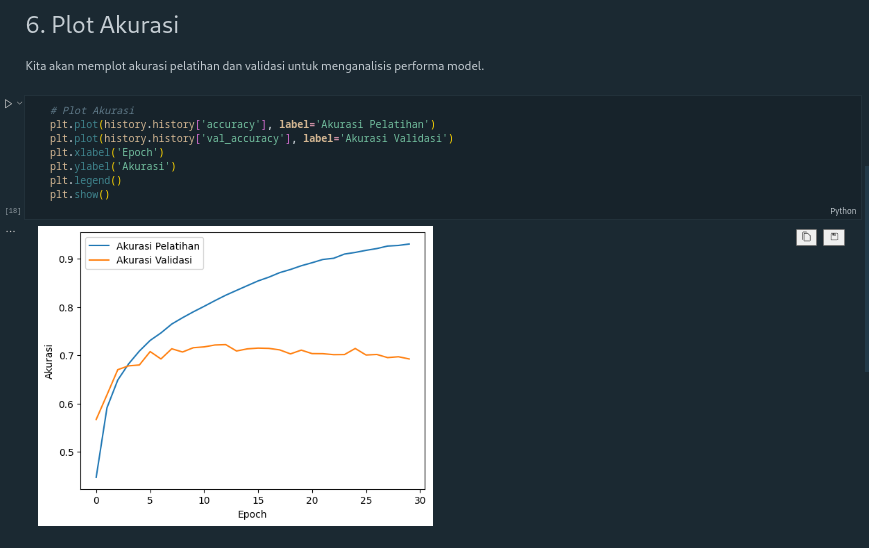 6. Plot Akurasi
Kita akan memplot akurasi pelatihan dan validasi untuk menganalisis performa model.
# Plot Akurasi
plt.plot(history.history['accuracy'], label='Akurasi Pelatihan')
plt.plot(history.history['val_accuracy'], label='Akurasi Validasi')
plt.xlabel('Epoch')
plt.ylabel('Akurasi')
plt.legend()
plt.show()
[18]
Python
...
Akurasi Pelatihan
Akurasi Validasi
0.9
0.8
0.7
0.6
0.5
Akurasi
0 5 10 15 20 25 30
Epoch